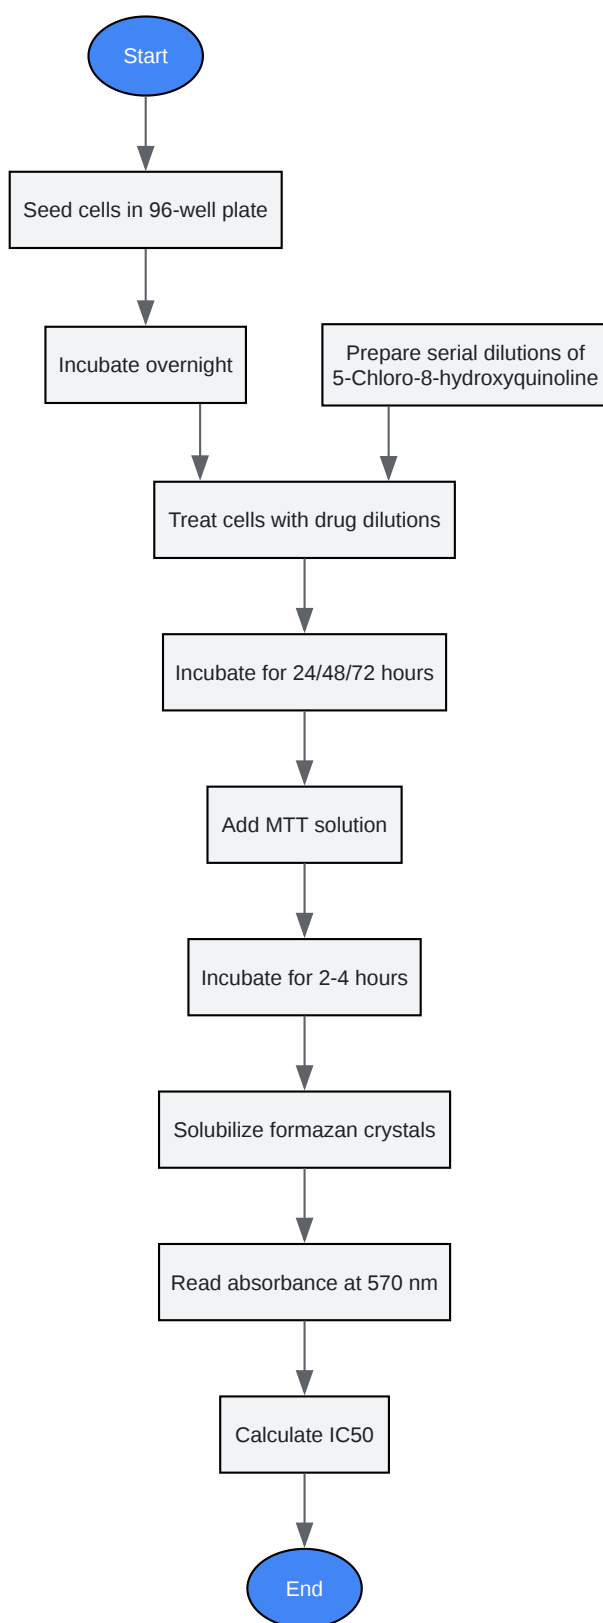 Start
Seed cells in 96-well plate
Incubate overnight
Prepare serial dilutions of
5-Chloro-8-hydroxyquinoline
Treat cells with drug dilutions
Incubate for 24/48/72 hours
Add MTT solution
Incubate for 2-4 hours
Solubilize formazan crystals
Read absorbance at 570 nm
Calculate IC50
End